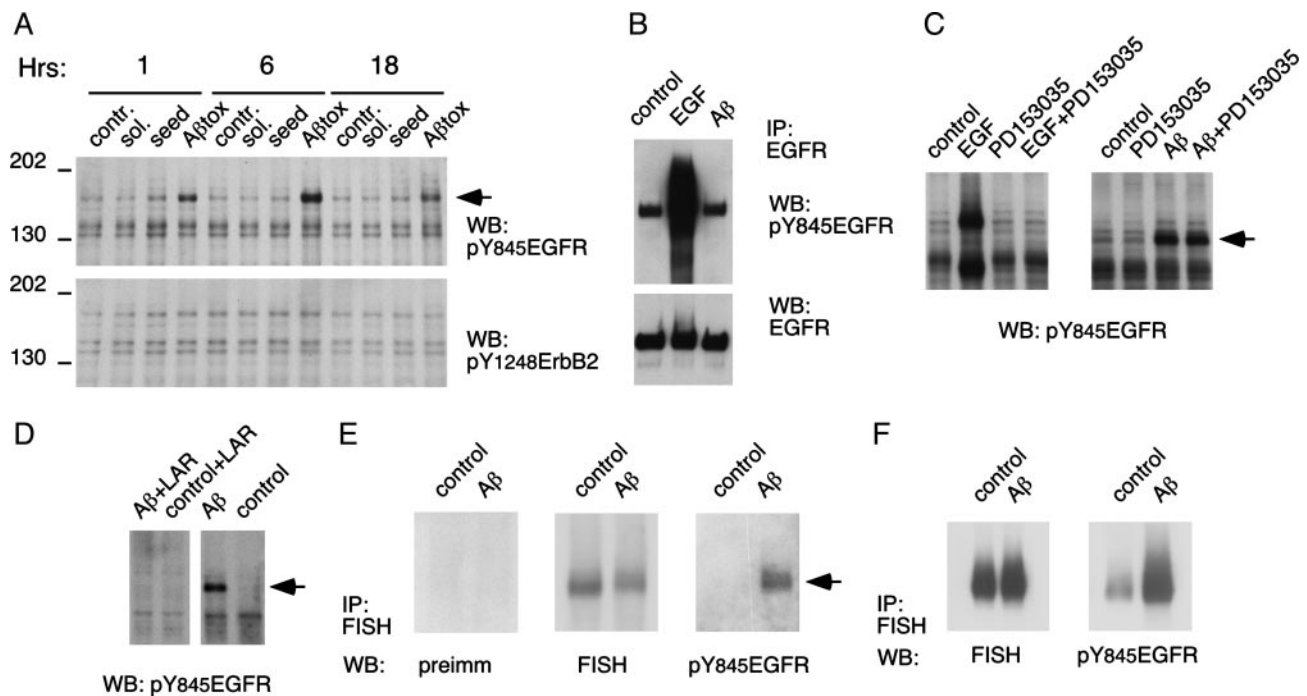 A
Hrs: 1 6 18
contr. sol. seed Aβtox contr. sol. seed Aβtox contr. sol. seed Aβtox
202
130
WB:
pY845EGFR
202
130
WB:
pY1248ErbB2
B
control EGF Aβ
IP:
EGFR
WB:
pY845EGFR
WB:
EGFR
C
control EGF PD153035 EGF+PD153035
control PD153035 Aβ Aβ+PD153035
WB: pY845EGFR
D
Aβ+LAR control+LAR Aβ control
WB: pY845EGFR
E
control Aβ control Aβ control Aβ
IP:
FISH
WB: preimm FISH pY845EGFR
F
control Aβ control Aβ
IP:
FISH
WB: FISH pY845EGFR